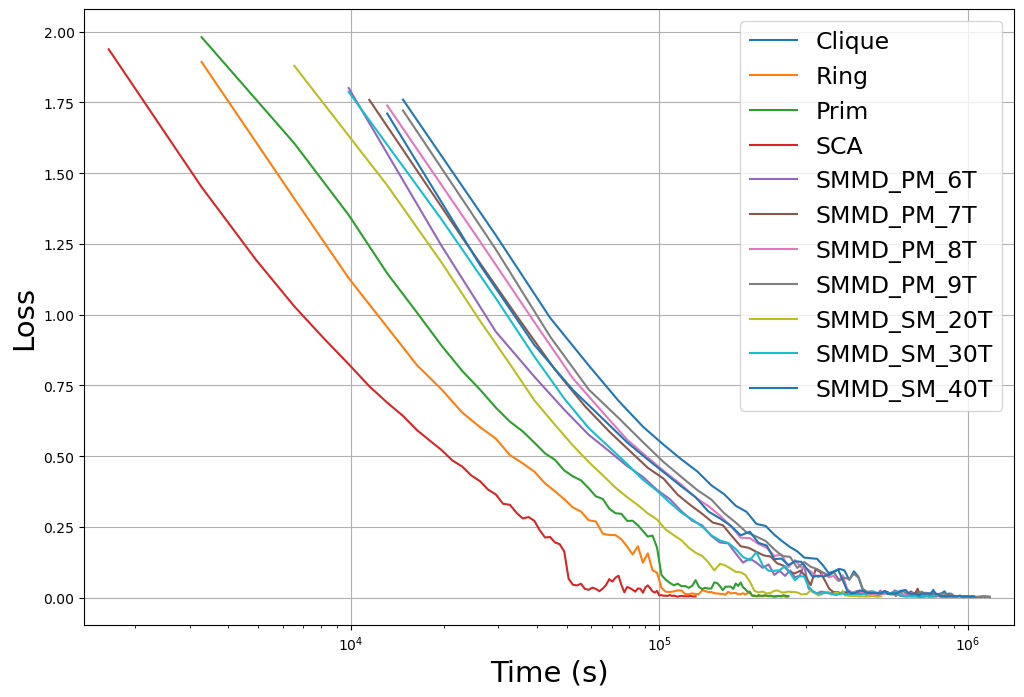 2.00
1.75
1.50
1.25
1.00
0.75
0.50
0.25
0.00
Loss
10^4
10^5
10^6
Time (s)
Clique
Ring
Prim
SCA
SMMD_PM_6T
SMMD_PM_7T
SMMD_PM_8T
SMMD_PM_9T
SMMD_SM_20T
SMMD_SM_30T
SMMD_SM_40T